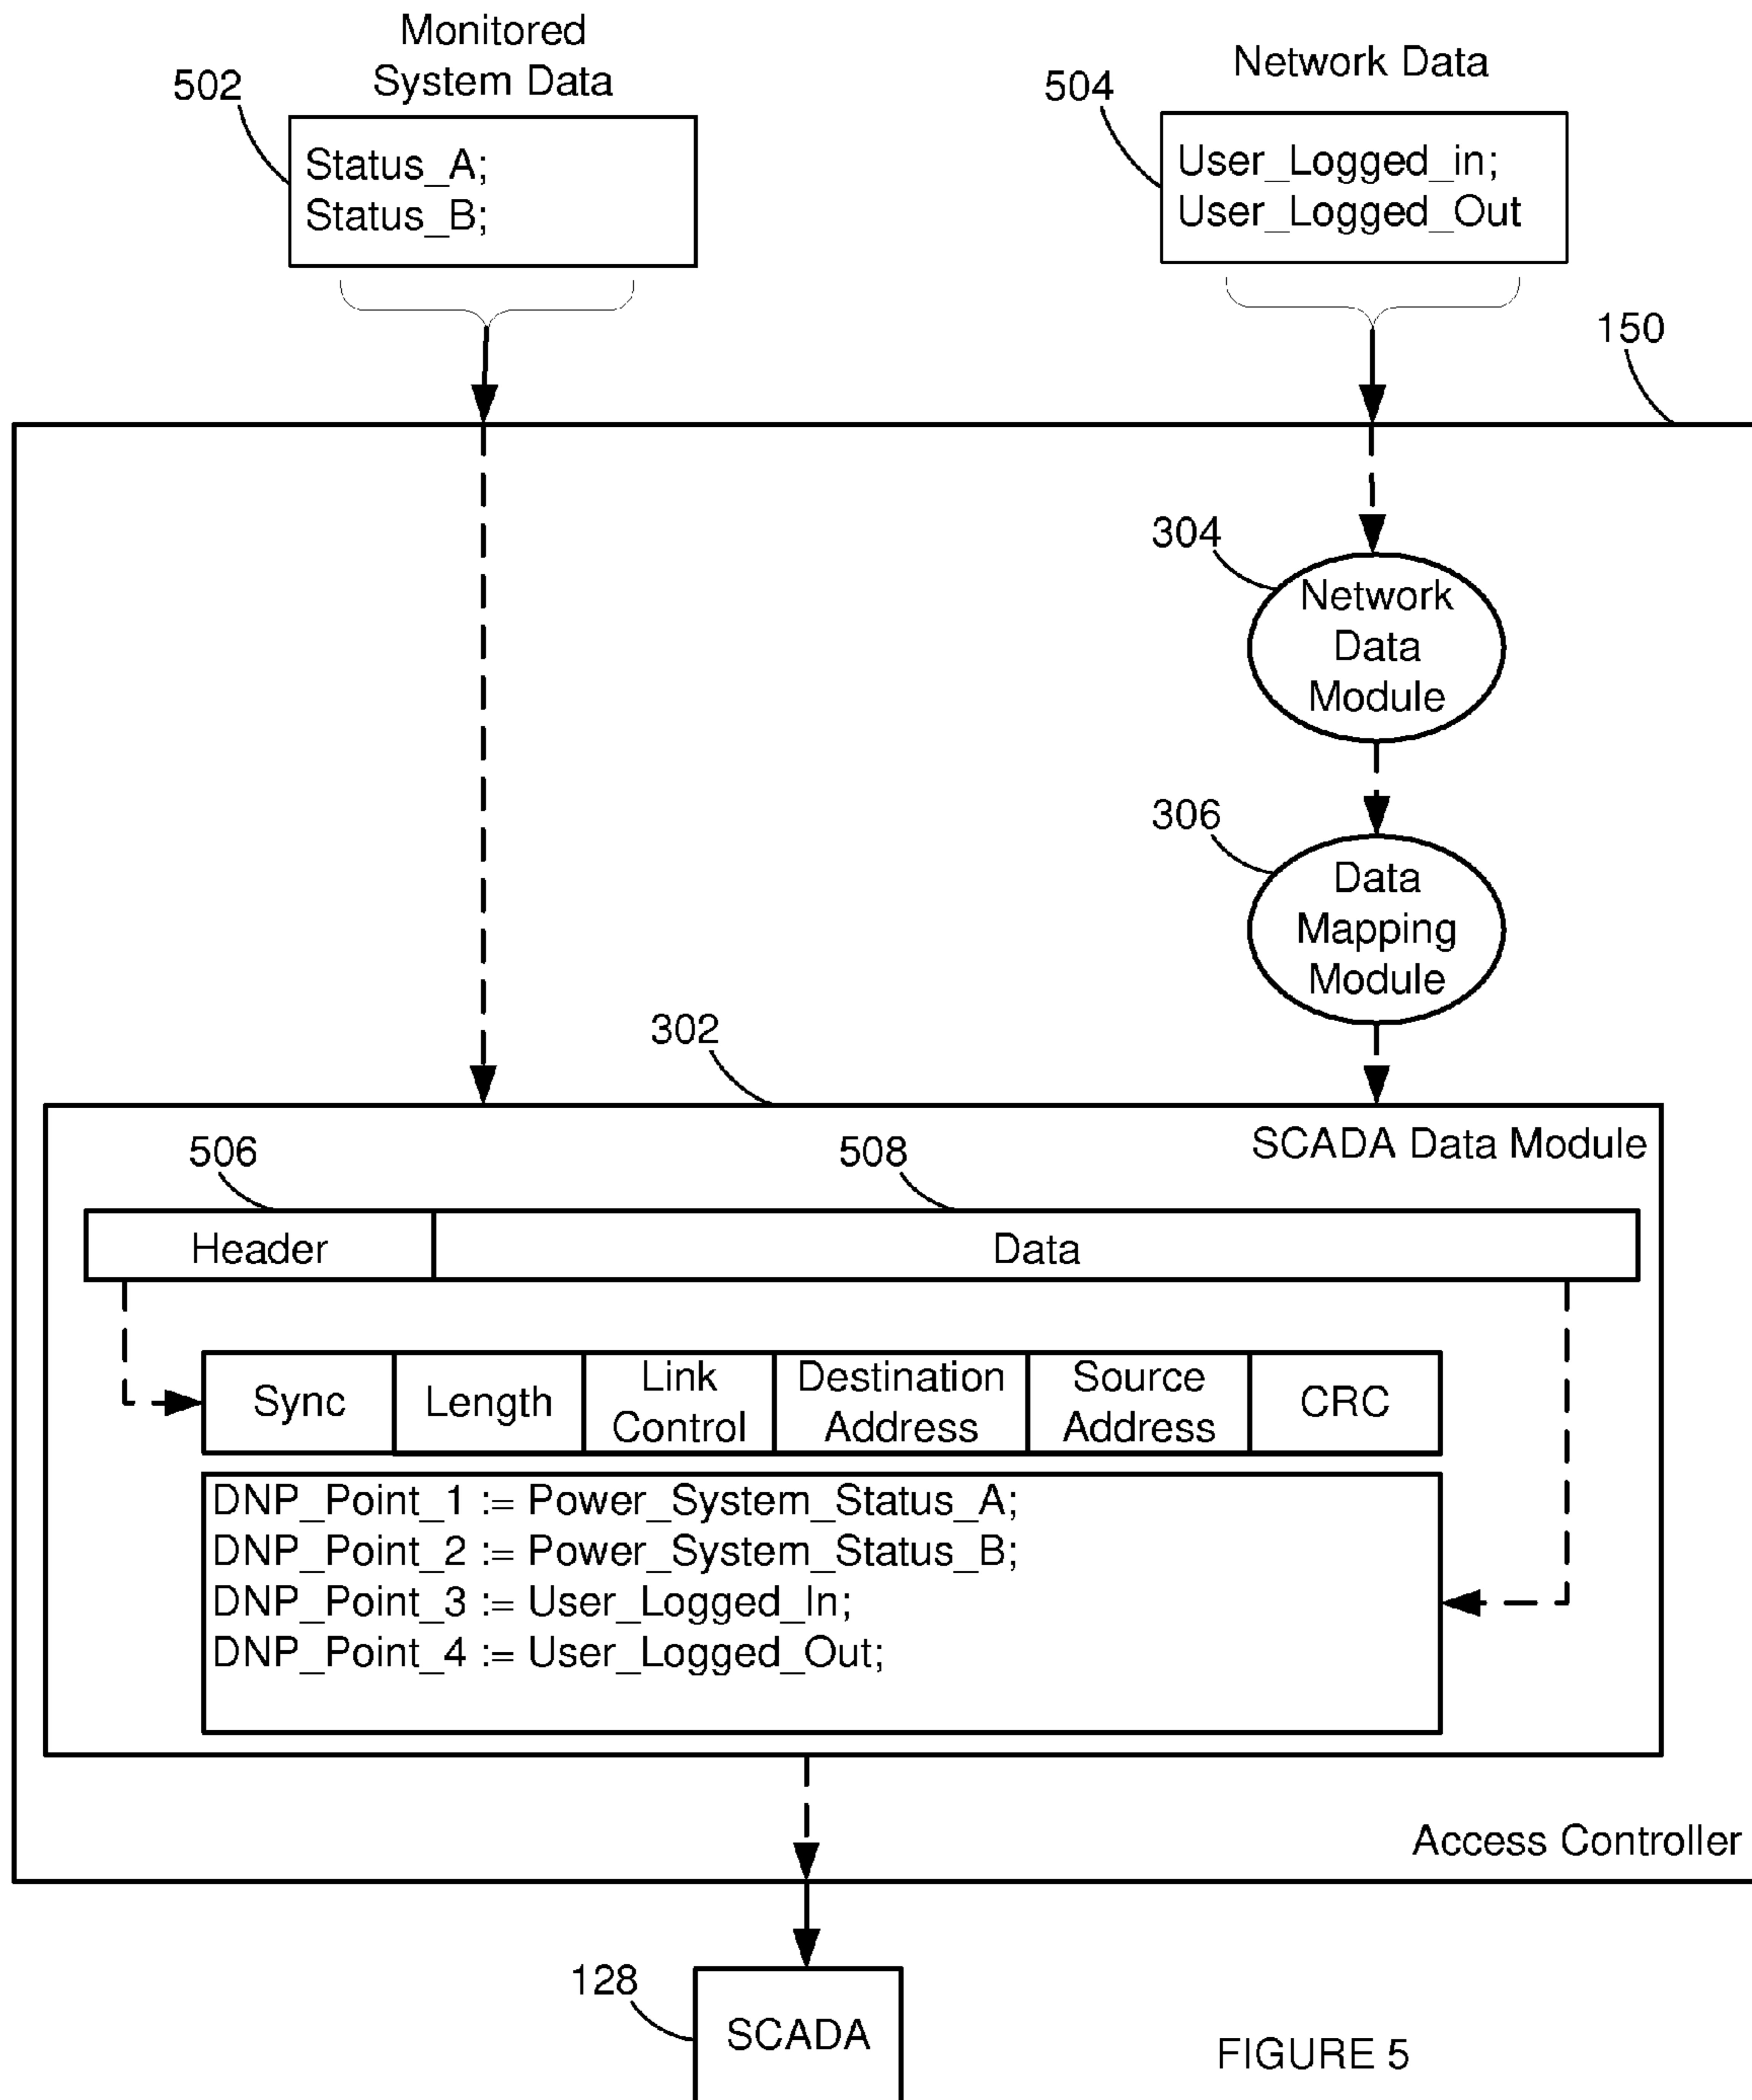 Monitored
System Data
502
Status_A;
Status_B;
Network Data
504
User_Logged_in;
User_Logged_Out
150
304
Network
Data
Module
306
Data
Mapping
Module
302
SCADA Data Module
506
508
Header
Data
Sync
Length
Link
Control
Destination
Address
Source
Address
CRC
DNP_Point_1 := Power_System_Status_A;
DNP_Point_2 := Power_System_Status_B;
DNP_Point_3 := User_Logged_In;
DNP_Point_4 := User_Logged_Out;
Access Controller
128
SCADA
FIGURE 5